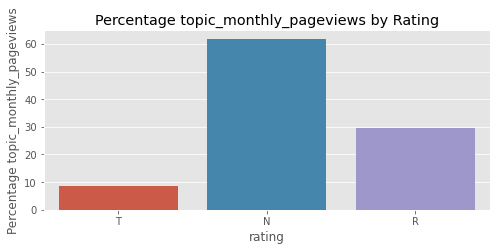 Percentage topic_monthly_pageviews by Rating
Percentage topic_monthly_pageviews
60
50
40
30
20
10
0
T N R
rating